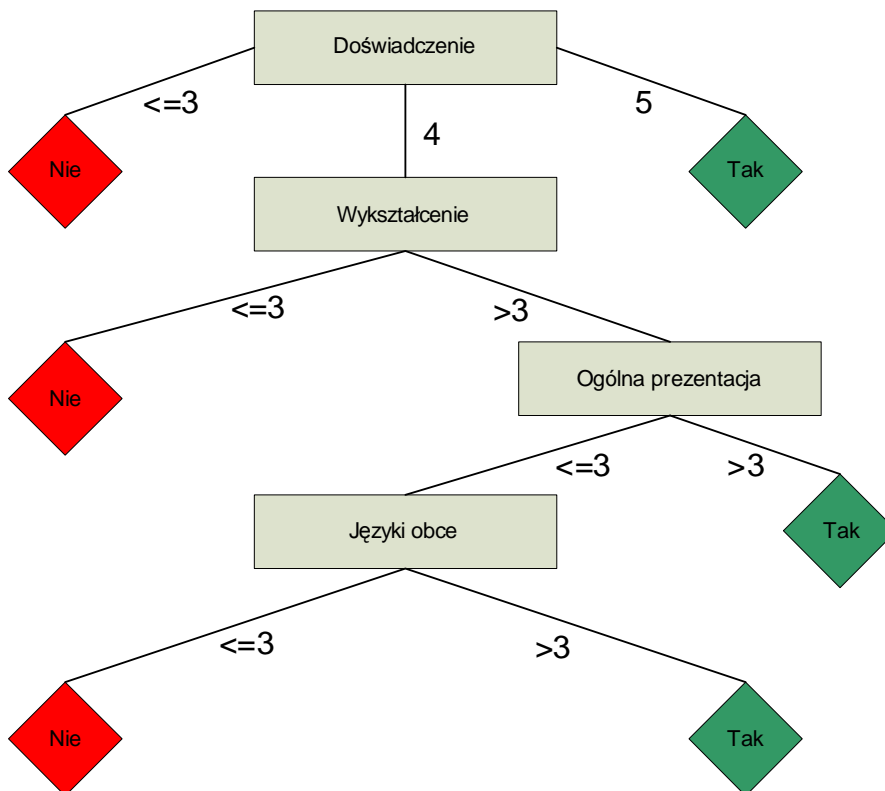 Doświadczenie
<=3
5
4
Nie
Tak
Wykształcenie
<=3
>3
Nie
Ogólna prezentacja
<=3
>3
Języki obce
Tak
<=3
>3
Nie
Tak